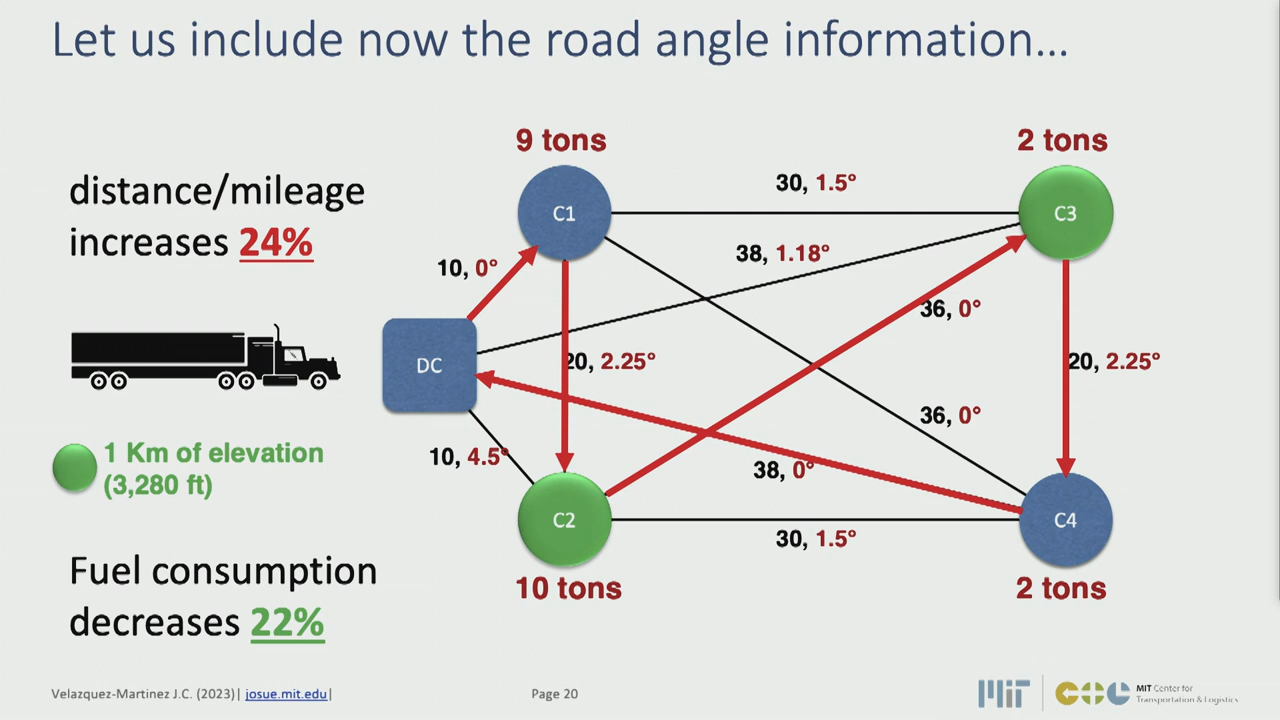 Let us include now the road angle information...
distance/mileage
increases 24%
1 Km of elevation
(3,280 ft)
Fuel consumption
decreases 22%
9 tons
2 tons
C1
30, 1.5°
C3
38, 1.18°
10, 0°
36, 0°
DC
20, 2.25°
20, 2.25°
36, 0°
10, 4.5°
38, 0°
C2
30, 1.5°
C4
10 tons
2 tons
Velazquez-Martinez J.C. (2023)| josue.mit.edu|
Page 20
MIT
MIT Center for
Transportation & Logistics